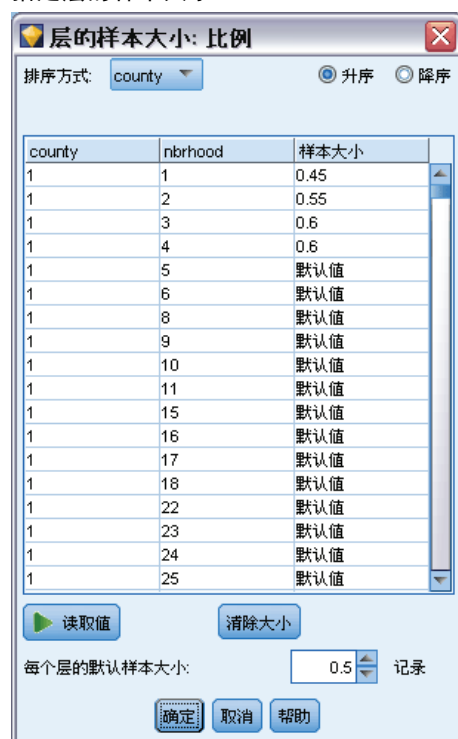 层的样本大小: 比例
排序方式: county 升序 降序
county nbrhood 样本大小
1 1 0.45
1 2 0.55
1 3 0.6
1 4 0.6
1 5 默认值
1 6 默认值
1 8 默认值
1 9 默认值
1 10 默认值
1 11 默认值
1 15 默认值
1 16 默认值
1 17 默认值
1 18 默认值
1 22 默认值
1 23 默认值
1 24 默认值
1 25 默认值
读取值 清除大小
每个层的默认样本大小: 0.5 记录
确定 取消 帮助